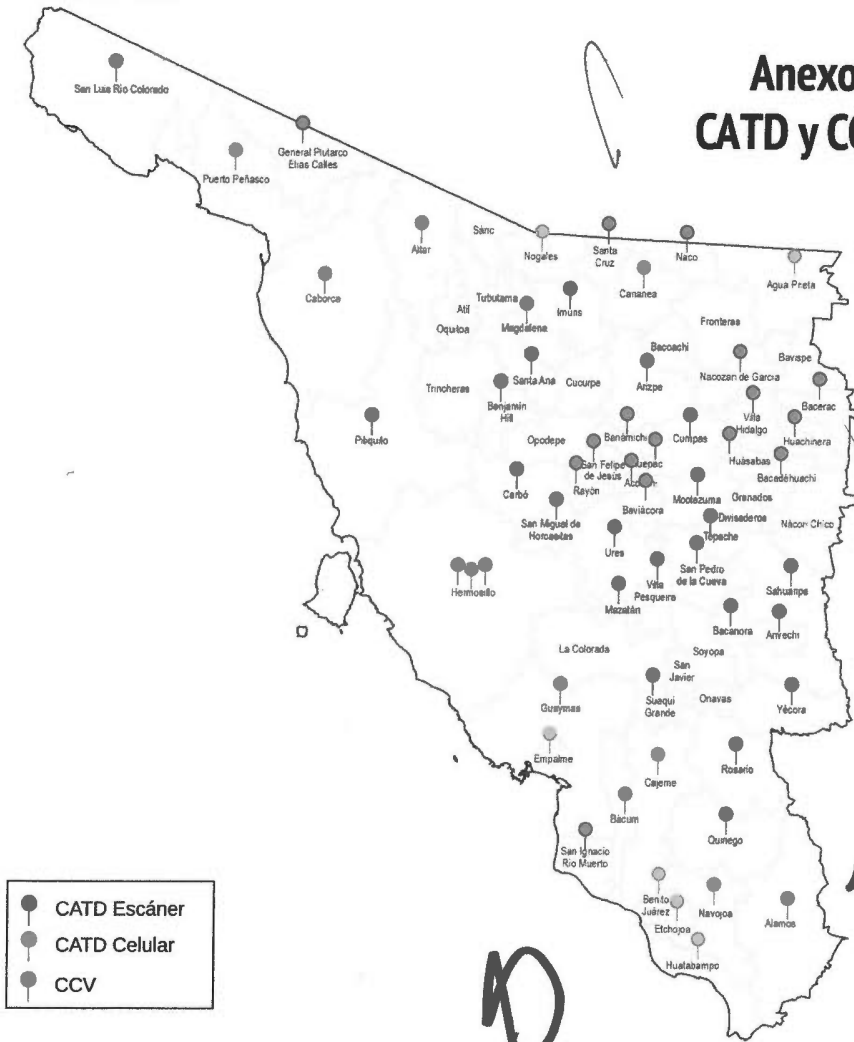 Anexo
CATD y CC
San Luis Río Colorado
General Plutarco
Elías Calles
Puerto Peñasco
Altar
Sáric
Nogales
Santa
Cruz
Naco
Agua Prieta
Caborca
Cananea
Imuris
Tubutama
Atil
Magdalena
Oquitoa
Fronteras
Bacoachi
Bavispe
Santa Ana
Cucurpe
Arizpe
Nacozari de García
Trincheras
Benjamín
Hill
Bacerac
Villa
Hidalgo
Pitiquito
Opodepe
Banámichi
Cumpas
Huachinera
Huásabas
San Felipe
de Jesús
Huépac
Bacadéhuachi
Rayón
Carbó
Baviácora
Moctezuma
Granados
San Miguel de
Horcasitas
Divisaderos
Nácori Chico
Tepache
Ures
San Pedro
de la Cueva
Villa
Pesqueira
Sahuaripa
Hermosillo
Mazatán
Bacanora
Arivechi
La Colorada
Soyopa
San
Javier
Guaymas
Suaqui
Grande
Onavas
Yécora
Empalme
Cajeme
Rosario
Bácum
Quiriego
San Ignacio
Río Muerto
Benito
Juárez
Navojoa
Alamos
Etchojoa
Huatabampo
CATD Escáner
CATD Celular
CCV